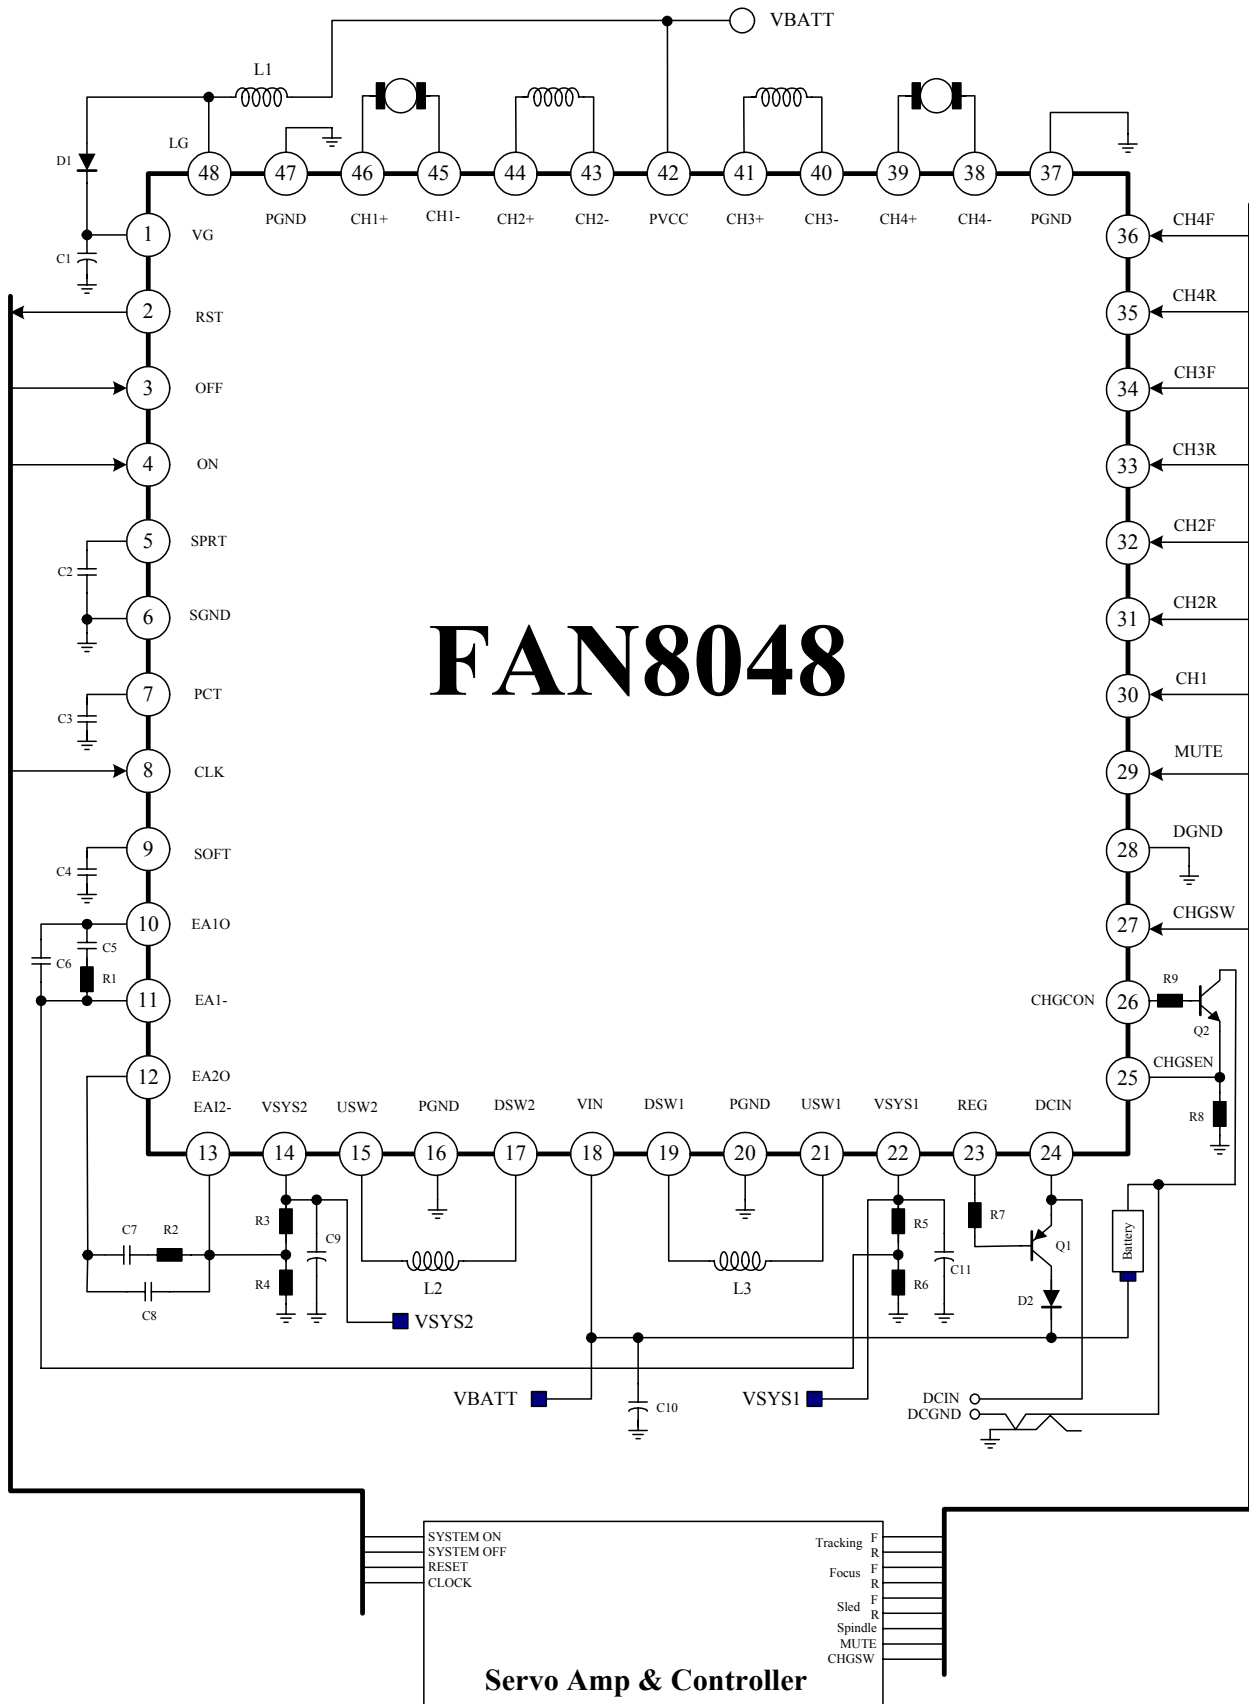 VBATT
L1
LG
D1
48
47
46
45
44
43
42
41
40
39
38
37
PGND
CH1+
CH1-
CH2+
CH2-
PVCC
CH3+
CH3-
CH4+
CH4-
PGND
1
VG
C1
36
CH4F
2
RST
35
CH4R
3
OFF
34
CH3F
4
ON
33
CH3R
5
SPRT
C2
32
CH2F
6
SGND
31
CH2R
FAN8048
7
PCT
C3
30
CH1
8
CLK
29
MUTE
9
SOFT
C4
28
DGND
10
EA1O
C5
C6
R1
27
CHGSW
11
EA1-
CHGCON
26
R9
Q2
12
EA2O
25
CHGSEN
R8
EAI2-
VSYS2
USW2
PGND
DSW2
VIN
DSW1
PGND
USW1
VSYS1
REG
DCIN
13
14
15
16
17
18
19
20
21
22
23
24
C7
R2
R3
C9
R4
C8
L2
L3
R5
R6
C11
R7
Q1
D2
Battery
VSYS2
VBATT
C10
VSYS1
DCIN
DCGND
SYSTEM ON
SYSTEM OFF
RESET
CLOCK
Tracking F
R
Focus F
R
Sled F
R
Spindle
MUTE
CHGSW
Servo Amp & Controller